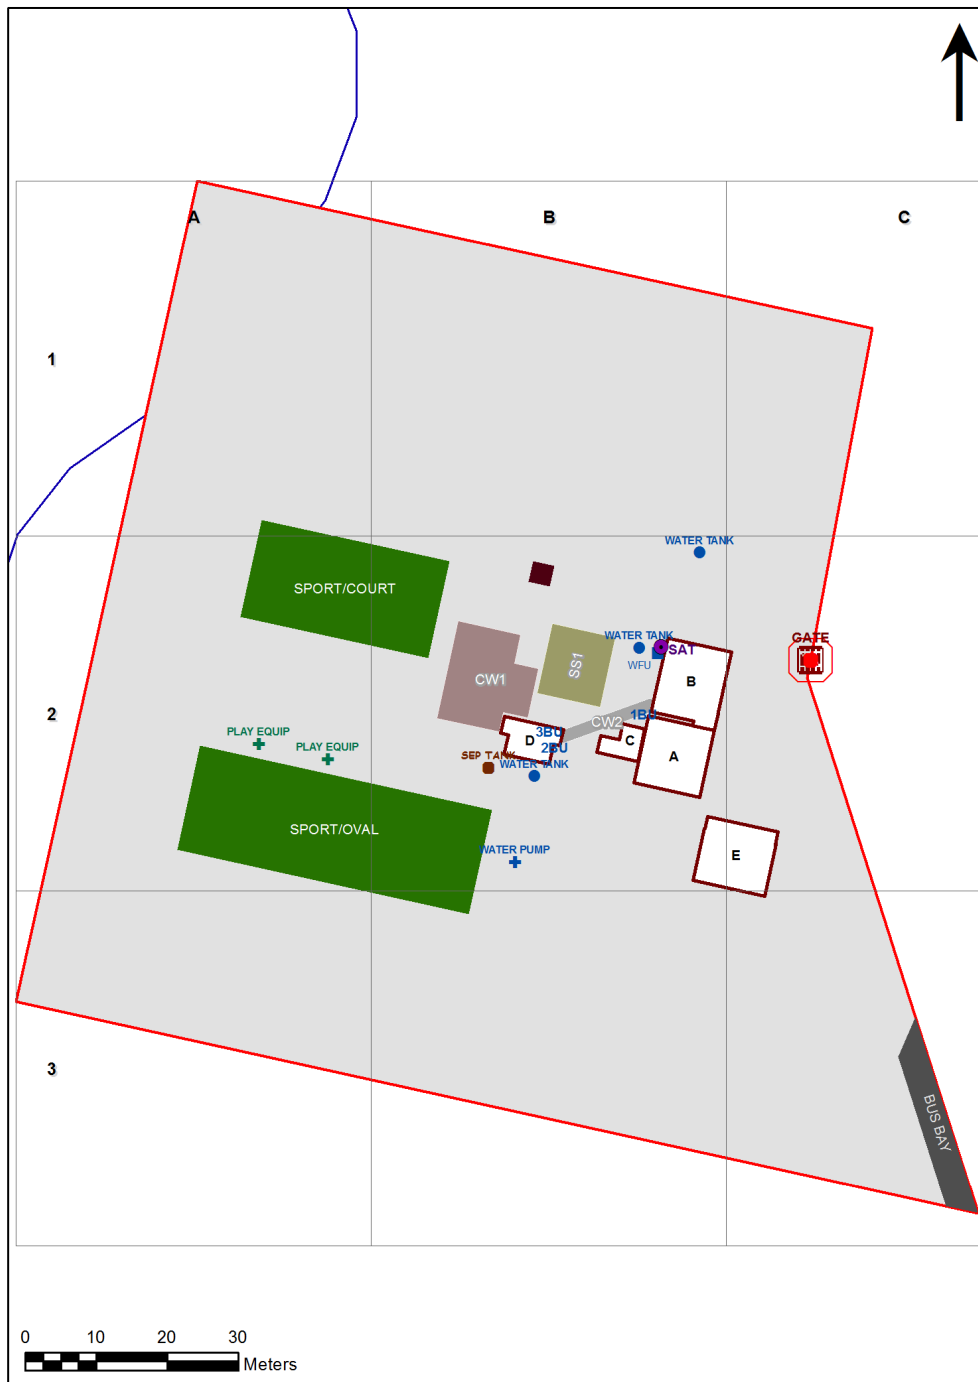 A
B
C
1
WATER TANK
SPORT/COURT
GATE
WATER TANK
SAT
WFU
SS1
CW1
B
2
1BU
CW2
3BU
PLAY EQUIP
D
C
2BU
PLAY EQUIP
SEP TANK
A
WATER TANK
SPORT/OVAL
WATER PUMP
E
3
BUS BAY
0 10 20 30
Meters